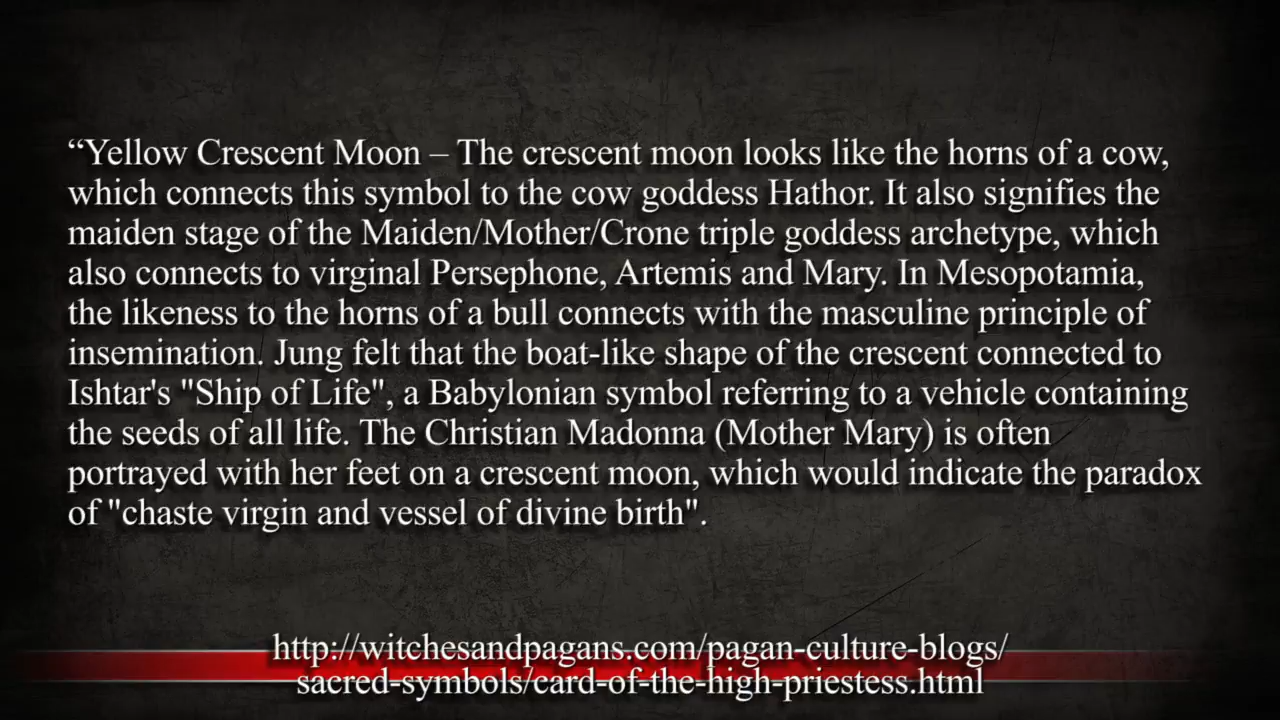 “Yellow Crescent Moon – The crescent moon looks like the horns of a cow,
which connects this symbol to the cow goddess Hathor. It also signifies the
maiden stage of the Maiden/Mother/Crone triple goddess archetype, which
also connects to virginal Persephone, Artemis and Mary. In Mesopotamia,
the likeness to the horns of a bull connects with the masculine principle of
insemination. Jung felt that the boat-like shape of the crescent connected to
Ishtar's "Ship of Life", a Babylonian symbol referring to a vehicle containing
the seeds of all life. The Christian Madonna (Mother Mary) is often
portrayed with her feet on a crescent moon, which would indicate the paradox
of "chaste virgin and vessel of divine birth".
http://witchesandpagans.com/pagan-culture-blogs/
sacred-symbols/card-of-the-high-priestess.html